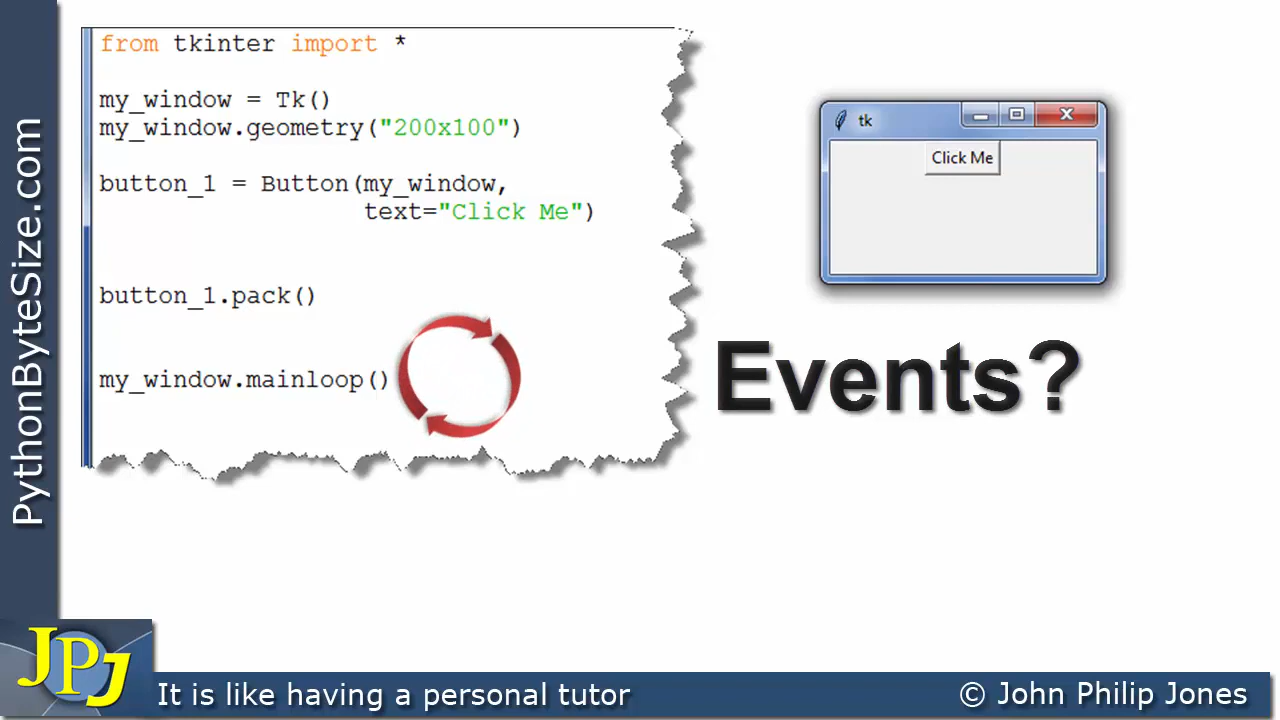 PythonByteSize.com
from tkinter import *
my_window = Tk()
my_window.geometry("200x100")
button_1 = Button(my_window,
text="Click Me")
button_1.pack()
my_window.mainloop()
tk
Click Me
Events?
JPJ
It is like having a personal tutor
© John Philip Jones